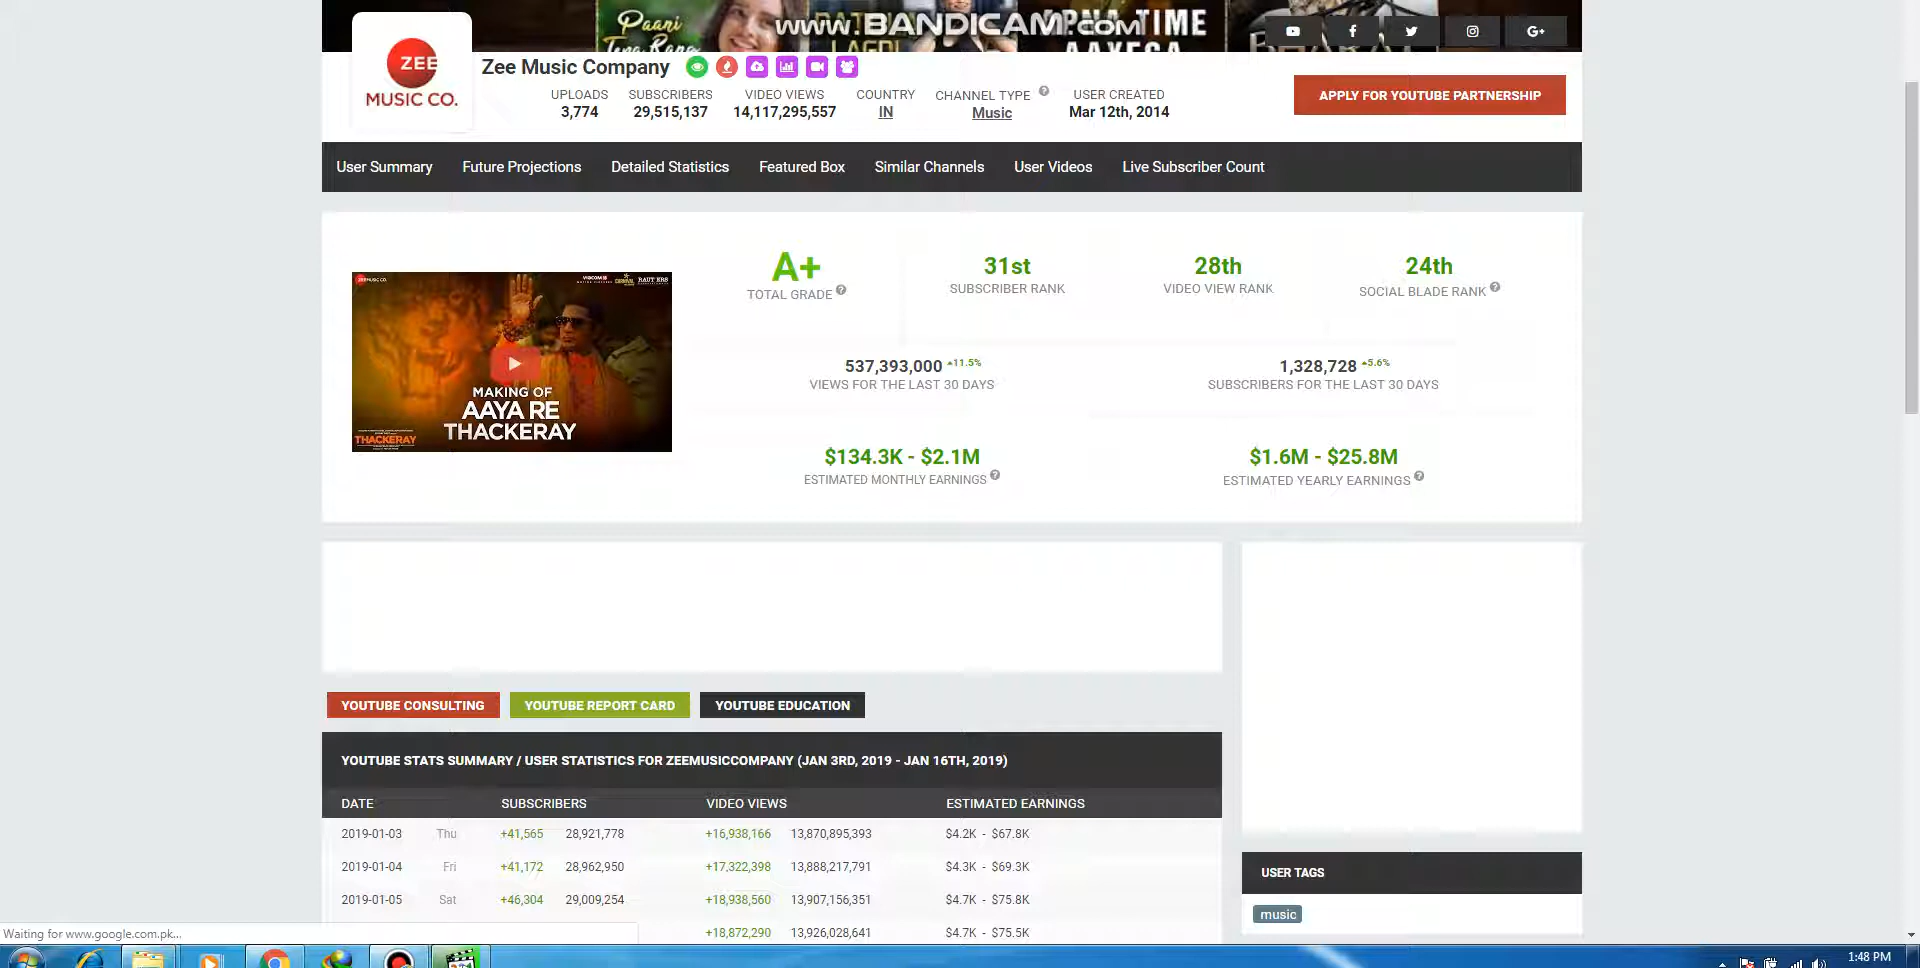 Paani
www.BANDICAM.com
TIME
ZEE
MUSIC CO.
Zee Music Company
UPLOADS
3,774
SUBSCRIBERS
29,515,137
VIDEO VIEWS
14,117,295,557
COUNTRY
IN
CHANNEL TYPE
Music
USER CREATED
Mar 12th, 2014
APPLY FOR YOUTUBE PARTNERSHIP
User Summary Future Projections Detailed Statistics Featured Box Similar Channels User Videos Live Subscriber Count
MAKING OF
AAYA RE
THACKERAY
THACKERAY
A+
TOTAL GRADE
31st
SUBSCRIBER RANK
28th
VIDEO VIEW RANK
24th
SOCIAL BLADE RANK
537,393,000 11.5%
VIEWS FOR THE LAST 30 DAYS
1,328,728 5.6%
SUBSCRIBERS FOR THE LAST 30 DAYS
$134.3K - $2.1M
ESTIMATED MONTHLY EARNINGS
$1.6M - $25.8M
ESTIMATED YEARLY EARNINGS
YOUTUBE CONSULTING YOUTUBE REPORT CARD YOUTUBE EDUCATION
YOUTUBE STATS SUMMARY / USER STATISTICS FOR ZEEMUSICCOMPANY (JAN 3RD, 2019 - JAN 16TH, 2019)
DATE SUBSCRIBERS VIDEO VIEWS ESTIMATED EARNINGS
2019-01-03 Thu +41,565 28,921,778 +16,938,166 13,870,895,393 $4.2K - $67.8K
2019-01-04 Fri +41,172 28,962,950 +17,322,398 13,888,217,791 $4.3K - $69.3K
2019-01-05 Sat +46,304 29,009,254 +18,938,560 13,907,156,351 $4.7K - $75.8K
+18,872,290 13,926,028,641 $4.7K - $75.5K
USER TAGS
music
Waiting for www.google.com.pk...
1:48 PM